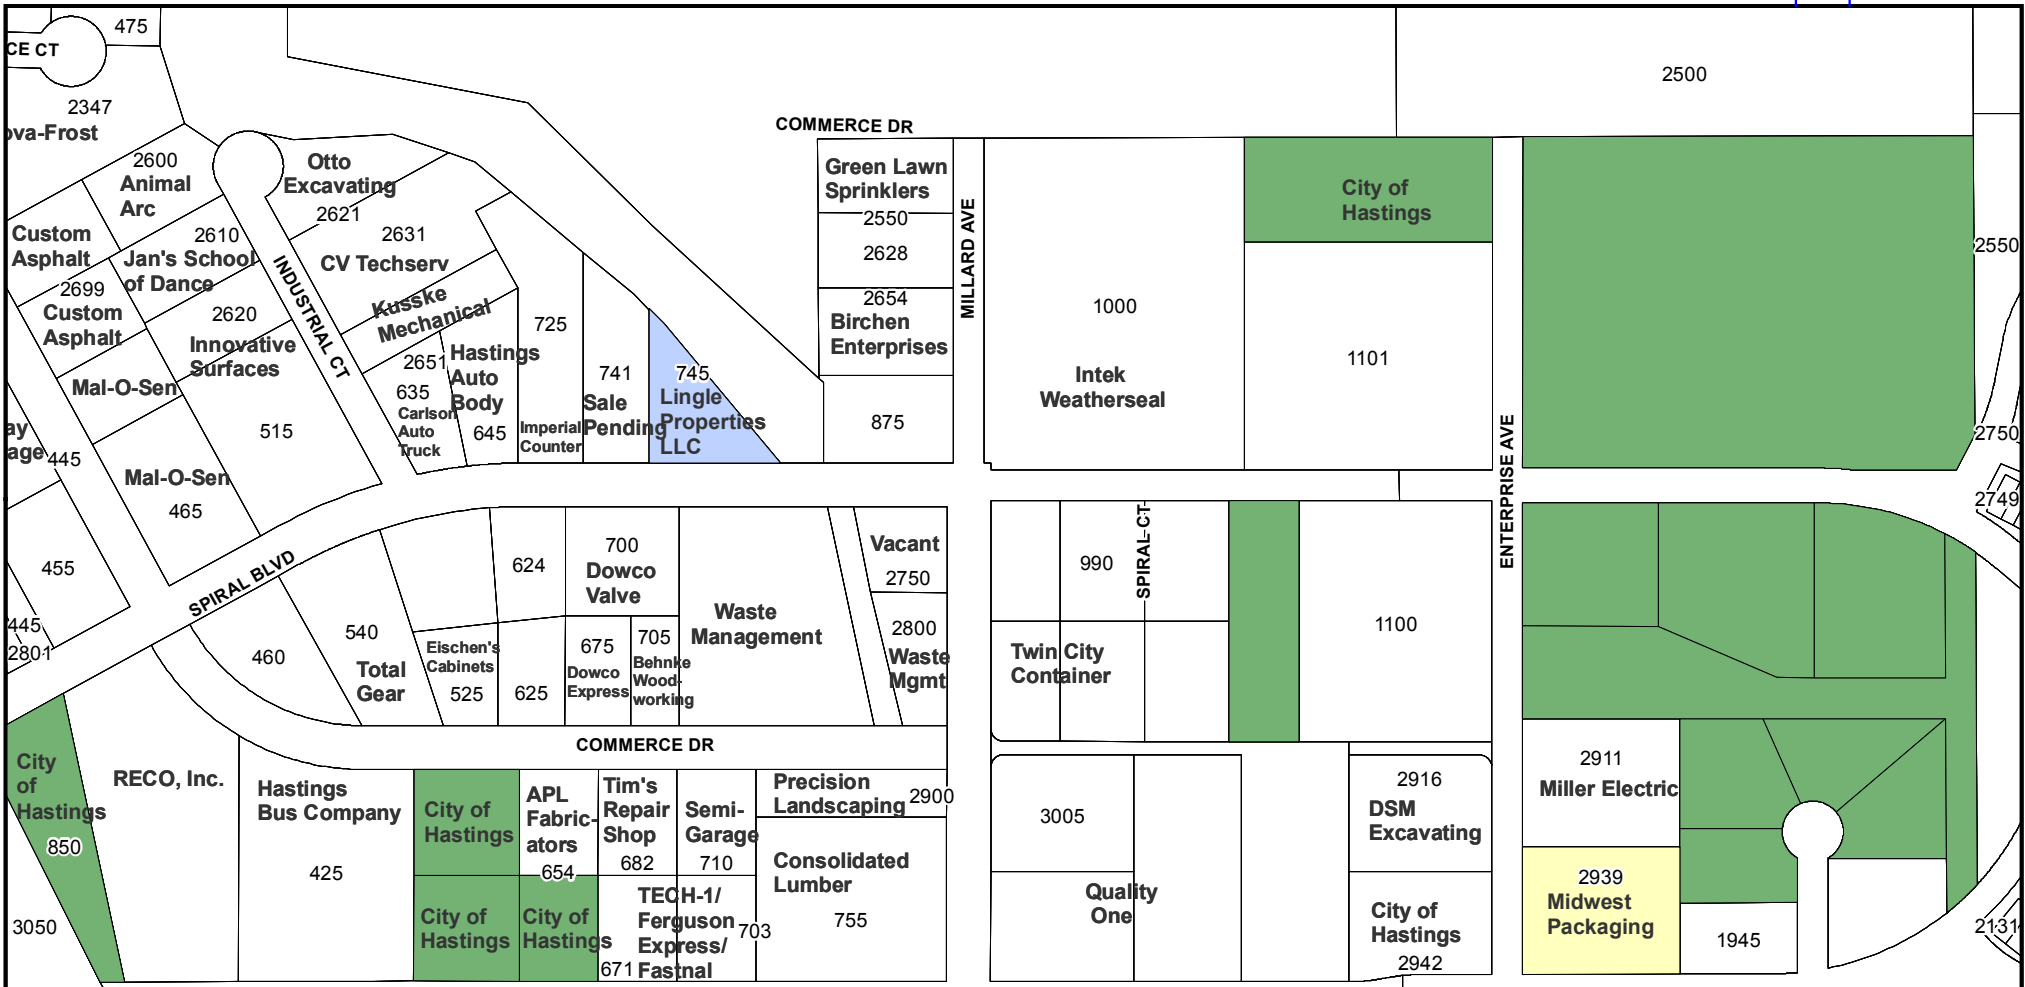 475
CE CT
2347
ova-Frost
2500
COMMERCE DR
2600
Animal
Arc
Otto
Excavating
2621
Green Lawn
Sprinklers
2550
2628
2654
Birchen
Enterprises
875
MILLARD AVE
City of
Hastings
Custom
Asphalt
2610
Jan's School
of Dance
2631
CV Techserv
2699
Custom
Asphalt
2620
Innovative
Surfaces
INDUSTRIAL CT
Kusske
Mechanical
2651
725
Imperial
Counter
1000
Intek
Weatherseal
1101
2550
Mal-O-Sen
635
Carlson
Auto
Truck
Hastings
Auto
Body
645
741
Sale
Pending
745
Lingle
Properties
LLC
ay
age
445
515
Mal-O-Sen
465
2750
2749
ENTERPRISE AVE
455
445
2801
SPIRAL BLVD
460
540
Total
Gear
624
700
Dowco
Valve
Waste
Management
Vacant
2750
2800
Waste
Mgmt
Eischen's
Cabinets
525
625
675
Dowco
Express
705
Behnke
Wood-
working
990
SPIRAL CT
Twin City
Container
1100
COMMERCE DR
City
of
Hastings
850
3050
RECO, Inc.
Hastings
Bus Company
425
City of
Hastings
APL
Fabric-
ators
654
Tim's
Repair
Shop
682
Semi-
Garage
710
Precision
Landscaping
2900
Consolidated
Lumber
755
City of
Hastings
City of
Hastings
TECH-1/
Ferguson
Express/
Fastnal
671
703
3005
Quality
One
2916
DSM
Excavating
City of
Hastings
2942
2911
Miller Electric
2939
Midwest
Packaging
1945
2131